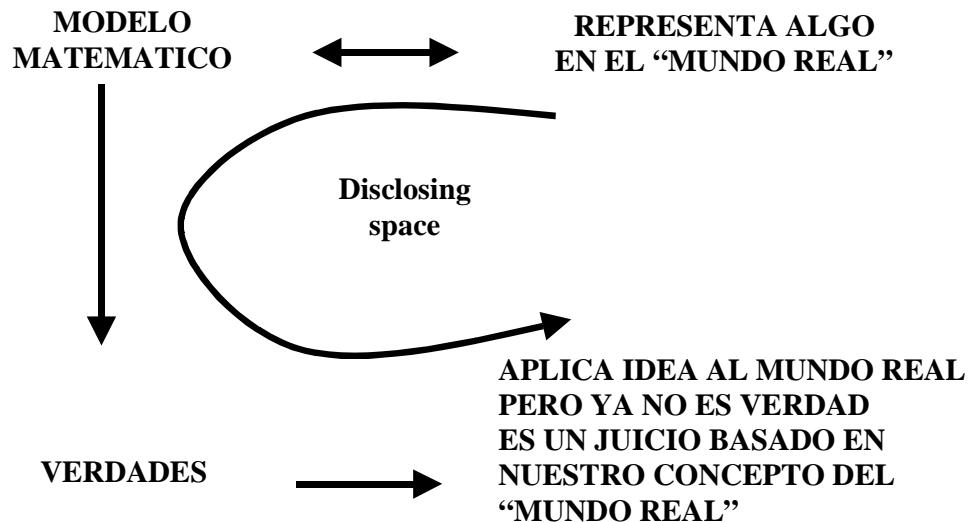 MODELO
MATEMATICO
REPRESENTA ALGO
EN EL “MUNDO REAL”
Disclosing
space
APLICA IDEA AL MUNDO REAL
PERO YA NO ES VERDAD
ES UN JUICIO BASADO EN
NUESTRO CONCEPTO DEL
“MUNDO REAL”
VERDADES